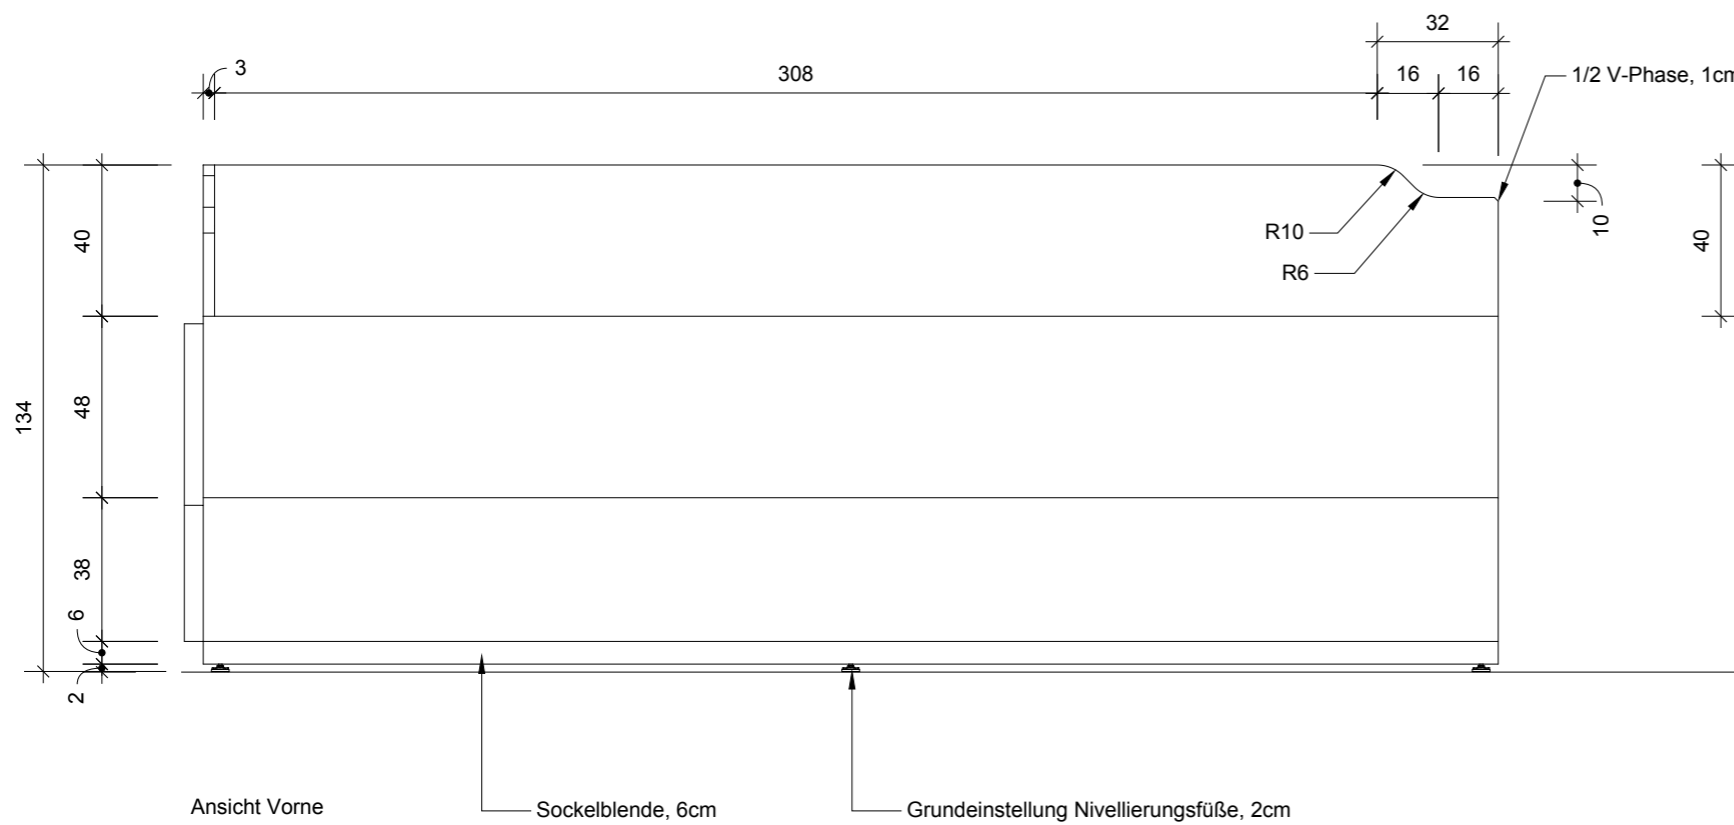 32
3
308
16
16
1/2 V-Phase, 1cm
40
R10
R6
10
40
134
48
38
6
2
Ansicht Vorne
Sockelblende, 6cm
Grundeinstellung Nivellierungsfüße, 2cm